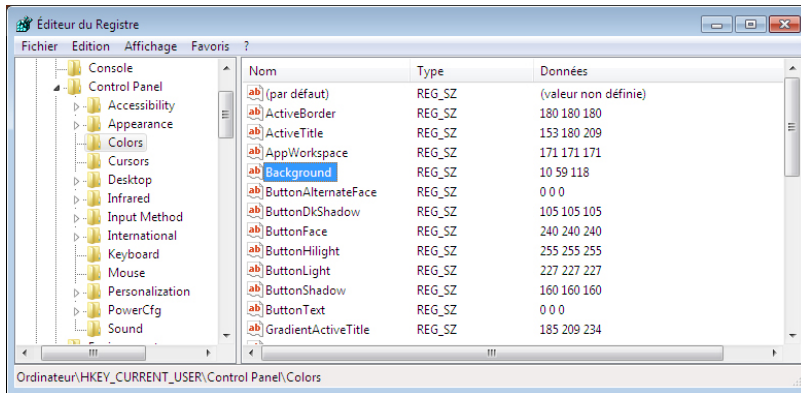 Éditeur du Registre
Fichier Edition Affichage Favoris ?
Console
Control Panel
Accessibility
Appearance
Colors
Cursors
Desktop
Infrared
Input Method
International
Keyboard
Mouse
Personalization
PowerCfg
Sound
Nom Type Données
(par défaut) REG_SZ (valeur non définie)
ActiveBorder REG_SZ 180 180 180
ActiveTitle REG_SZ 153 180 209
AppWorkspace REG_SZ 171 171 171
Background REG_SZ 10 59 118
ButtonAlternateFace REG_SZ 0 0 0
ButtonDkShadow REG_SZ 105 105 105
ButtonFace REG_SZ 240 240 240
ButtonHilight REG_SZ 255 255 255
ButtonLight REG_SZ 227 227 227
ButtonShadow REG_SZ 160 160 160
ButtonText REG_SZ 0 0 0
GradientActiveTitle REG_SZ 185 209 234
Ordinateur\HKEY_CURRENT_USER\Control Panel\Colors